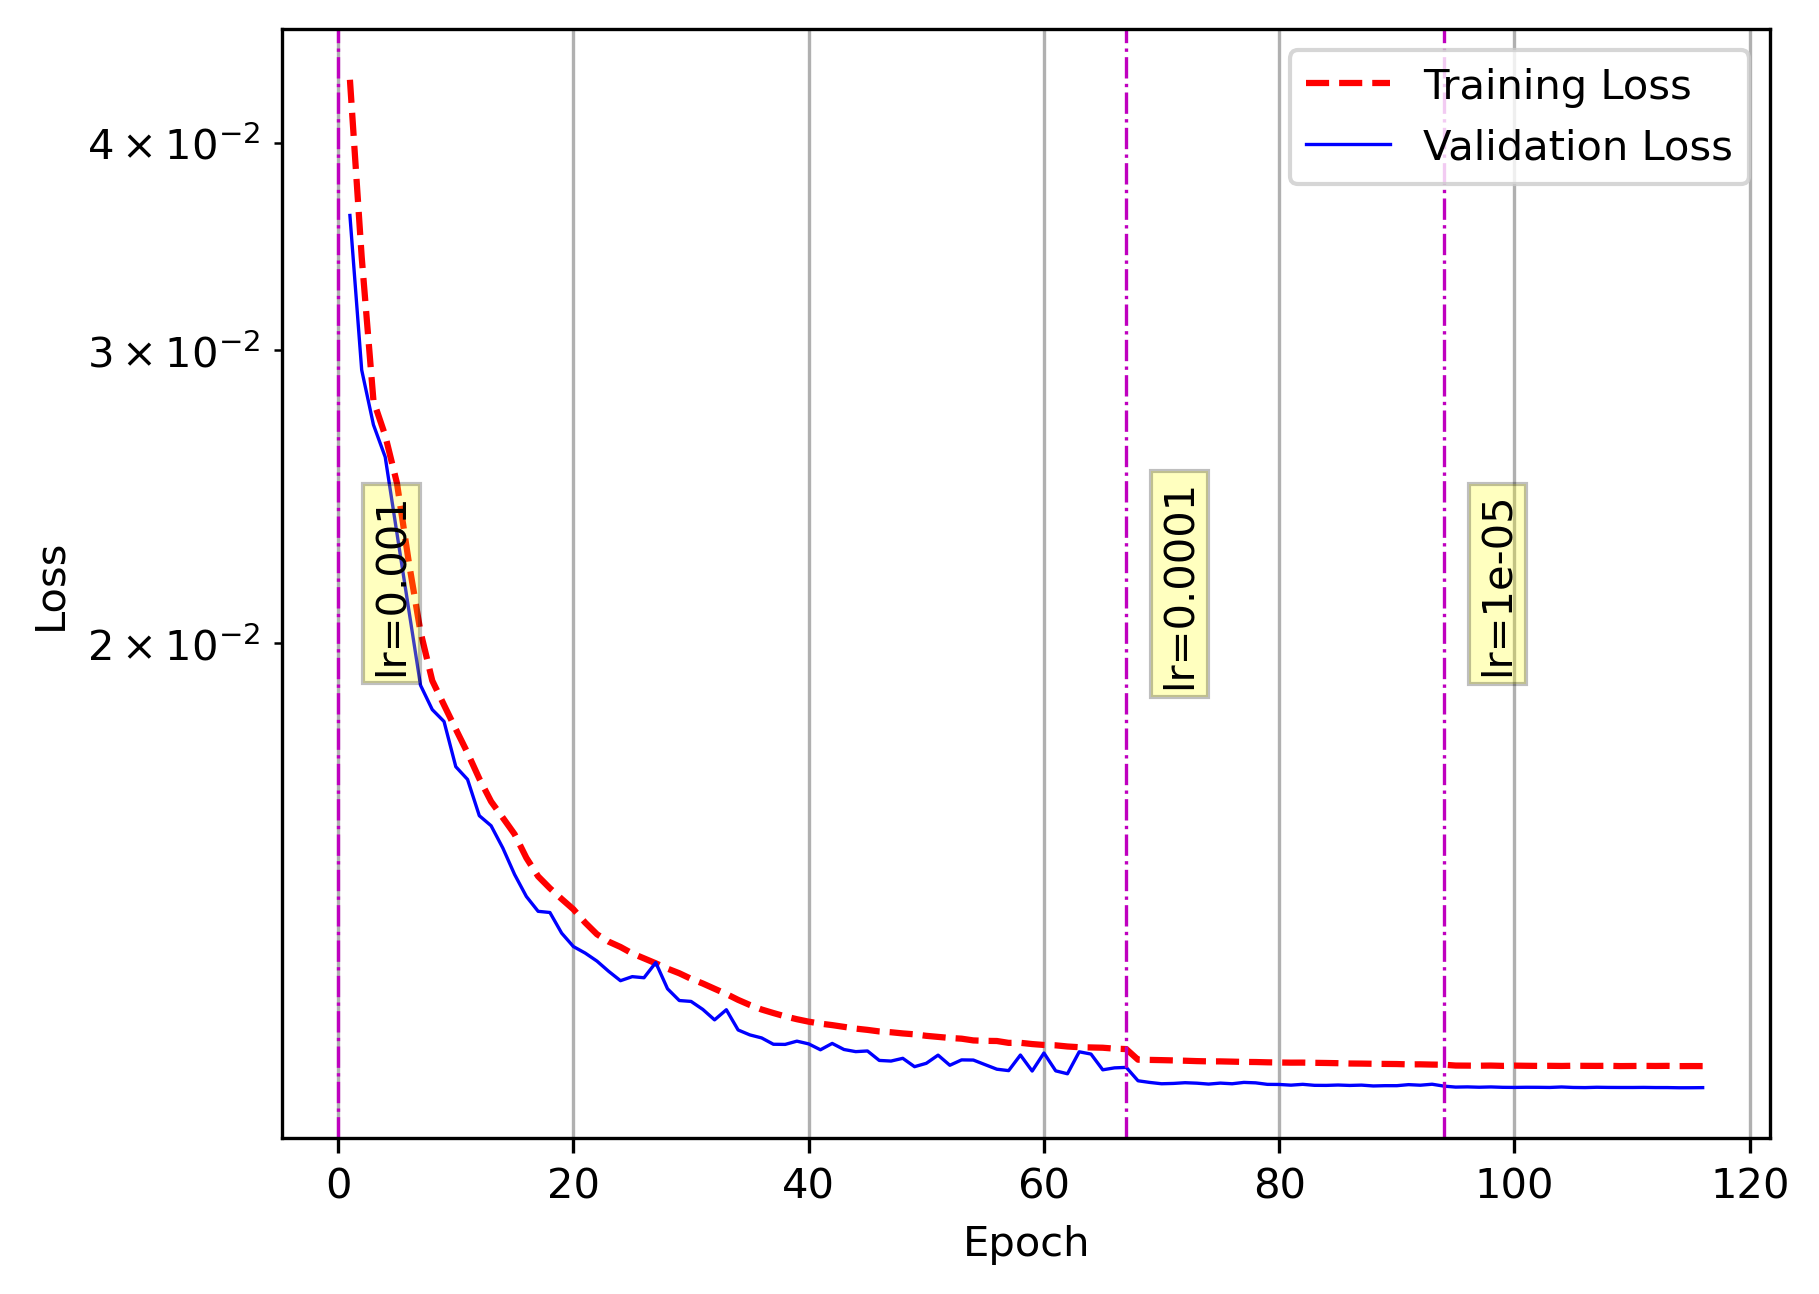 Training Loss
Validation Loss
4×10⁻²
3×10⁻²
2×10⁻²
Loss
lr=0.001
lr=0.0001
lr=1e-05
0 20 40 60 80 100 120
Epoch